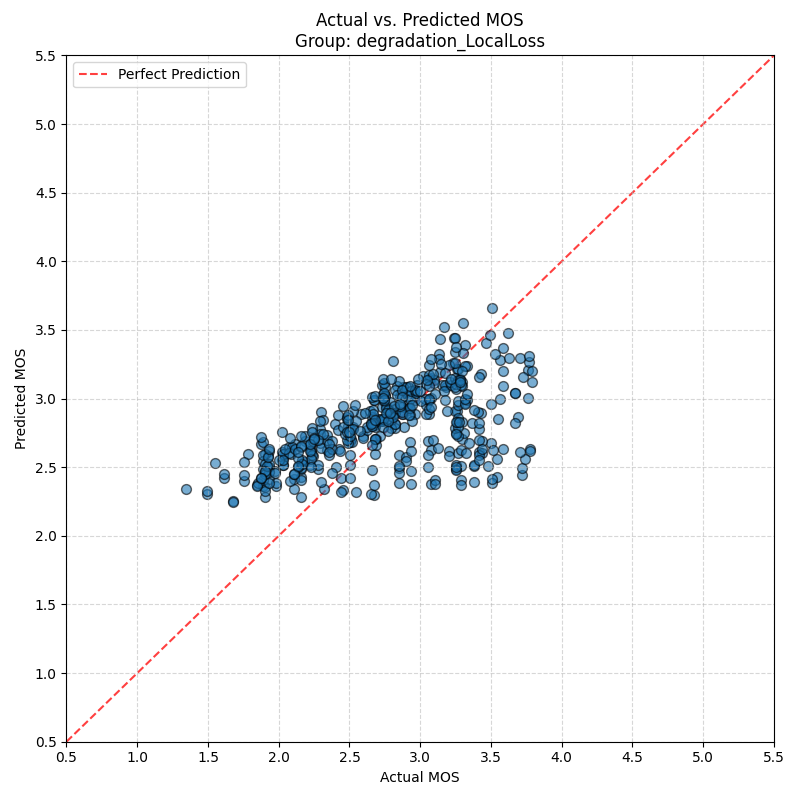 Actual vs. Predicted MOS
Group: degradation_LocalLoss
Perfect Prediction
5.5
5.0
4.5
4.0
3.5
3.0
2.5
2.0
1.5
1.0
0.5
Predicted MOS
0.5 1.0 1.5 2.0 2.5 3.0 3.5 4.0 4.5 5.0 5.5
Actual MOS